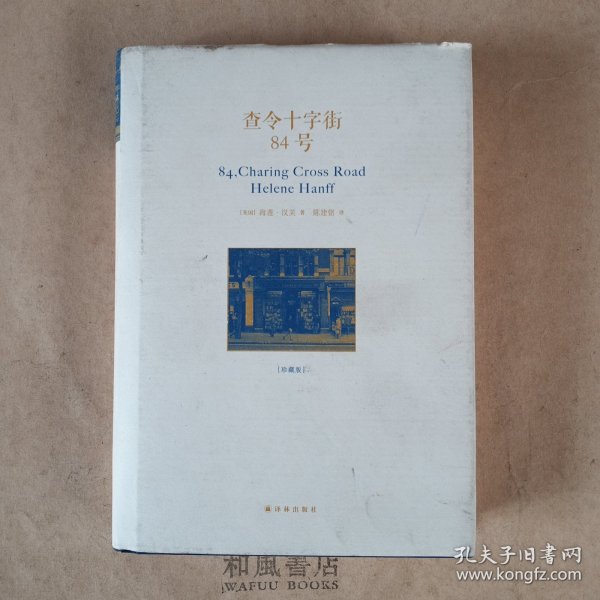 查令十字街
84号
84,Charing Cross Road
Helene Hanff
[美国] 海莲·汉芙 著 陈建铭 译
[珍藏版]
译林出版社
和風書店
WAFUU BOOKS
孔夫子旧书网
www.kongfz.com